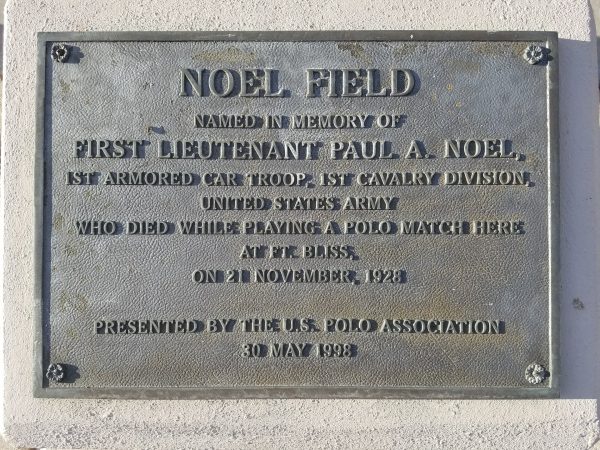 NOEL FIELD
NAMED IN MEMORY OF
FIRST LIEUTENANT PAUL A. NOEL,
1ST ARMORED CAR TROOP, 1ST CAVALRY DIVISION,
UNITED STATES ARMY
WHO DIED WHILE PLAYING A POLO MATCH HERE
AT FT. BLISS,
ON 21 NOVEMBER, 1928
PRESENTED BY THE U.S. POLO ASSOCIATION
30 MAY 1998